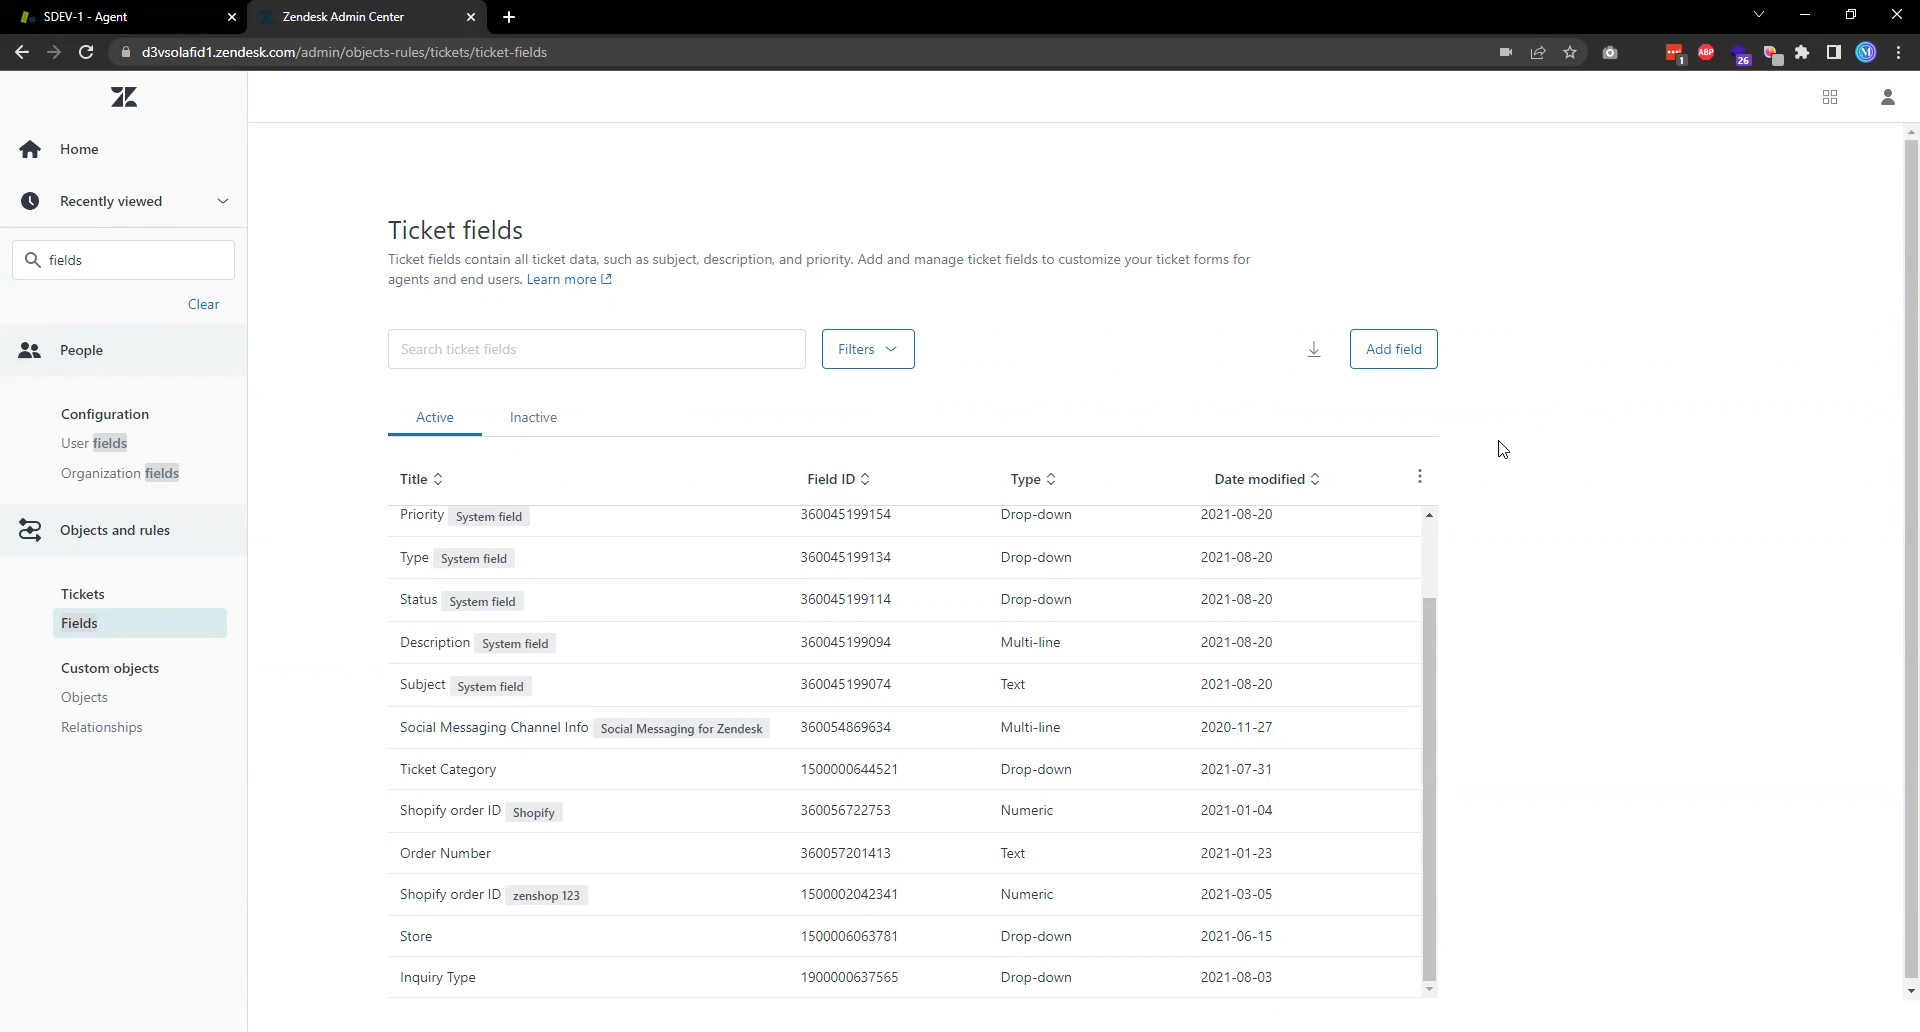 SDEV-1 - Agent
Zendesk Admin Center
d3vsolafid1.zendesk.com/admin/objects-rules/tickets/ticket-fields
1
ABP
26
Home
Recently viewed
fields
Clear
People
Configuration
User fields
Organization fields
Objects and rules
Tickets
Fields
Custom objects
Objects
Relationships
Ticket fields
Ticket fields contain all ticket data, such as subject, description, and priority. Add and manage ticket fields to customize your ticket forms for
agents and end users. Learn more
Search ticket fields
Filters
Add field
Active Inactive
Title Field ID Type Date modified
Priority System field 360045199154 Drop-down 2021-08-20
Type System field 360045199134 Drop-down 2021-08-20
Status System field 360045199114 Drop-down 2021-08-20
Description System field 360045199094 Multi-line 2021-08-20
Subject System field 360045199074 Text 2021-08-20
Social Messaging Channel Info Social Messaging for Zendesk 360054869634 Multi-line 2020-11-27
Ticket Category 1500000644521 Drop-down 2021-07-31
Shopify order ID Shopify 360056722753 Numeric 2021-01-04
Order Number 360057201413 Text 2021-01-23
Shopify order ID zenshop 123 1500002042341 Numeric 2021-03-05
Store 1500006063781 Drop-down 2021-06-15
Inquiry Type 1900000637565 Drop-down 2021-08-03